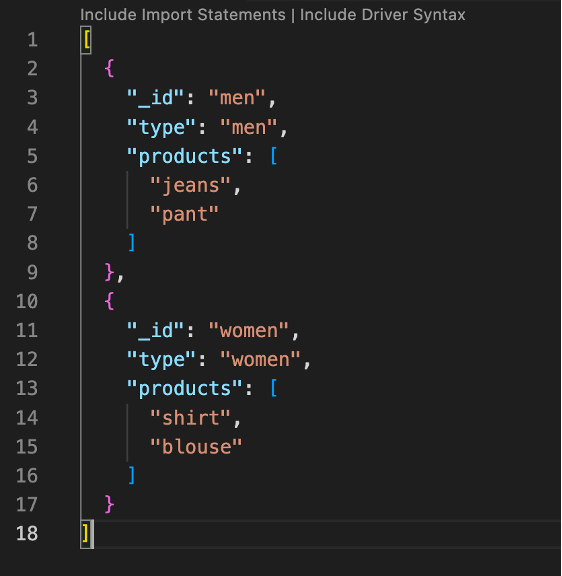 Include Import Statements | Include Driver Syntax
1 [
2 {
3 "_id": "men",
4 "type": "men",
5 "products": [
6 "jeans",
7 "pant"
8 ]
9 },
10 {
11 "_id": "women",
12 "type": "women",
13 "products": [
14 "shirt",
15 "blouse"
16 ]
17 }
18 ]